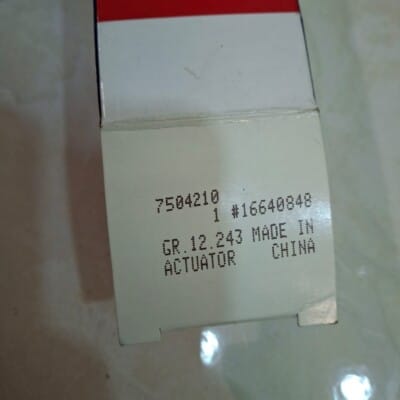 7504210
1 #16640848
GR.12.243 MADE IN
ACTUATOR CHINA